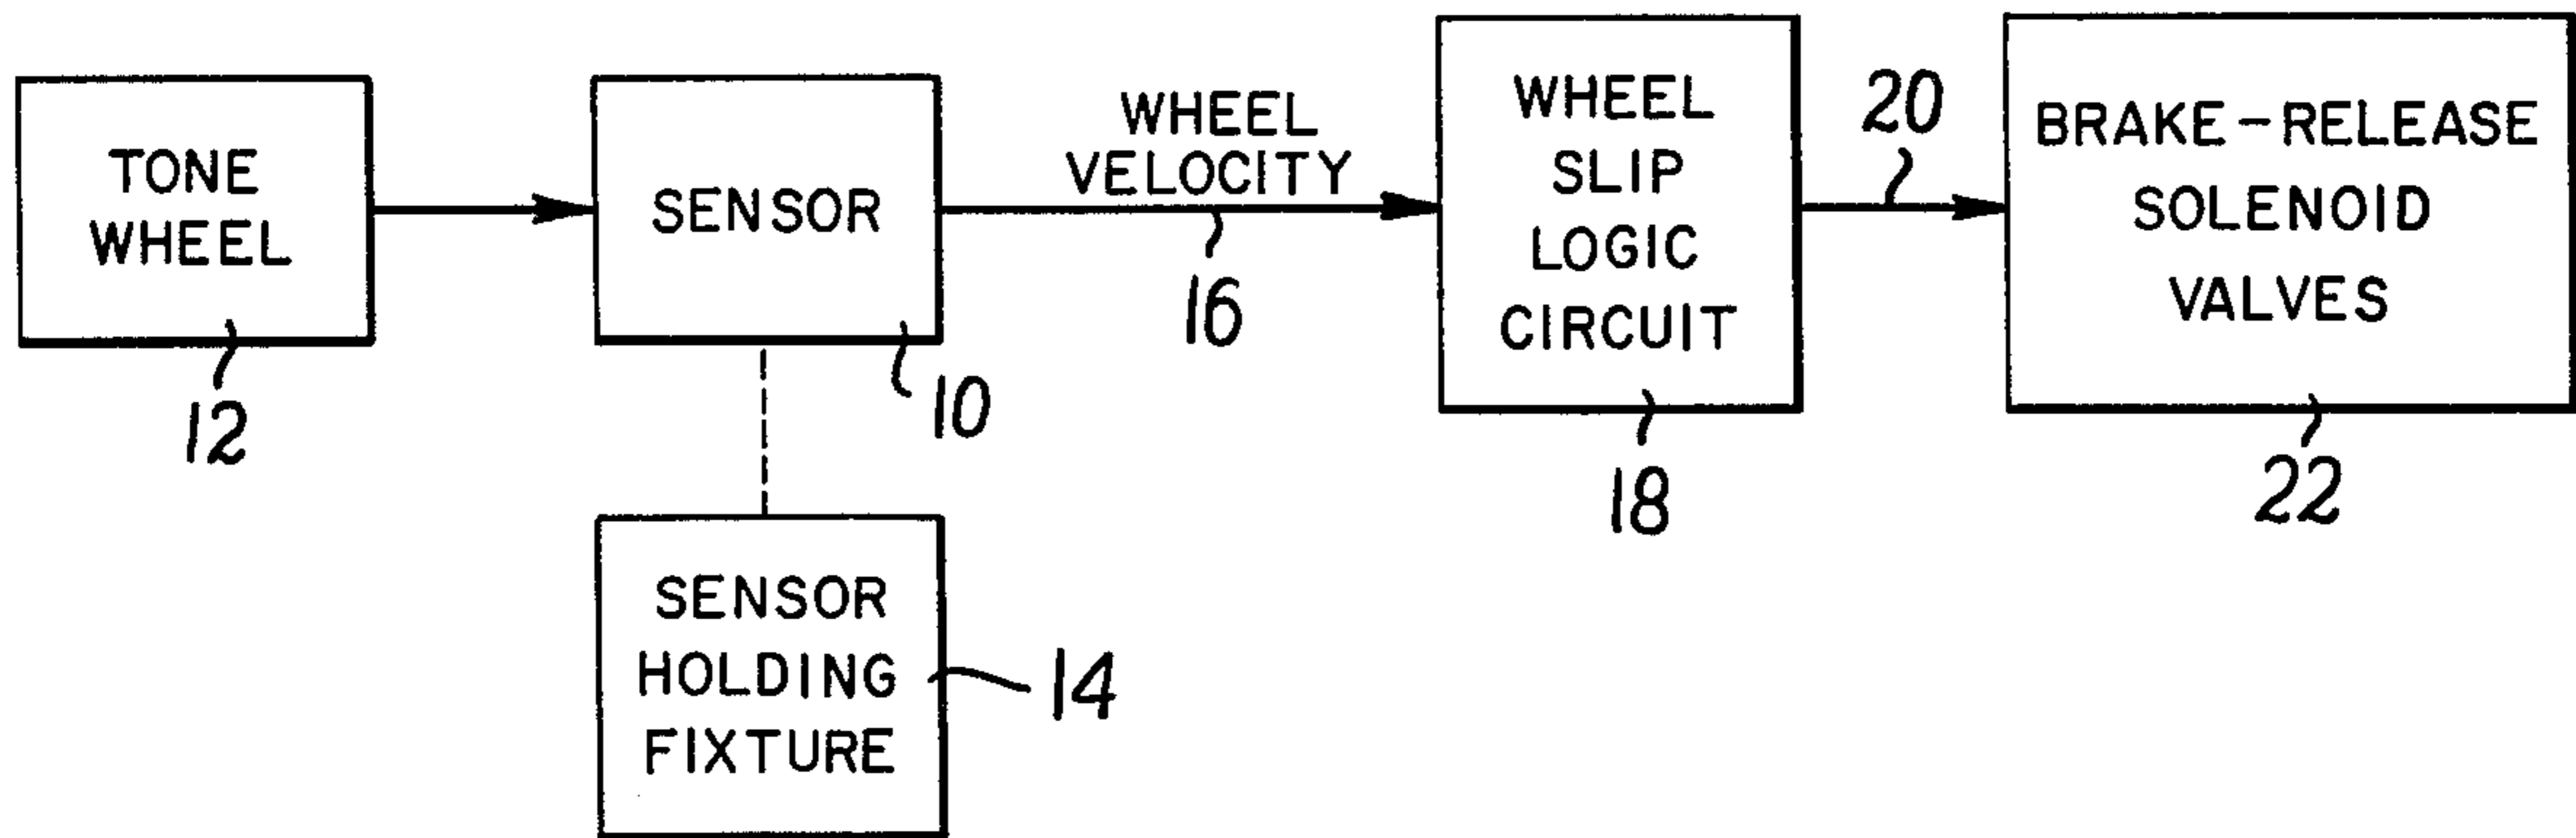 TONE
WHEEL
12
SENSOR
10
WHEEL
VELOCITY
16
WHEEL
SLIP
LOGIC
CIRCUIT
18
20
BRAKE-RELEASE
SOLENOID
VALVES
22
SENSOR
HOLDING
FIXTURE
14